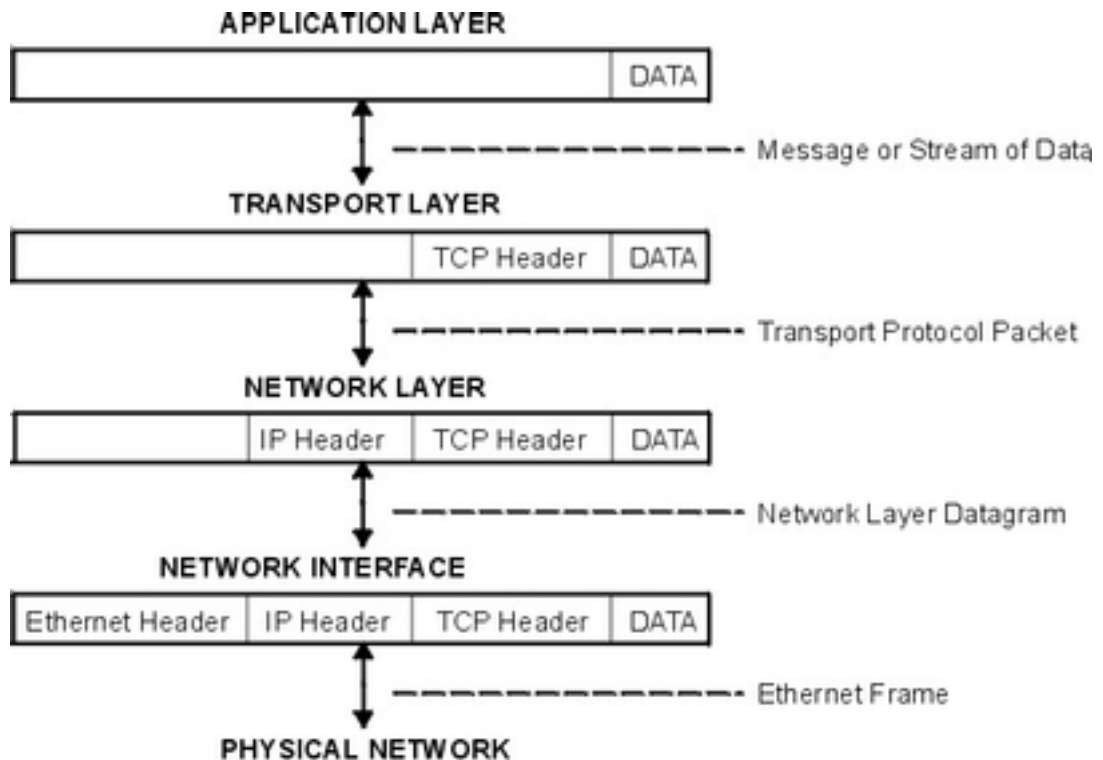 APPLICATION LAYER
DATA
Message or Stream of Data
TRANSPORT LAYER
TCP Header DATA
Transport Protocol Packet
NETWORK LAYER
IP Header TCP Header DATA
Network Layer Datagram
NETWORK INTERFACE
Ethernet Header IP Header TCP Header DATA
Ethernet Frame
PHYSICAL NETWORK